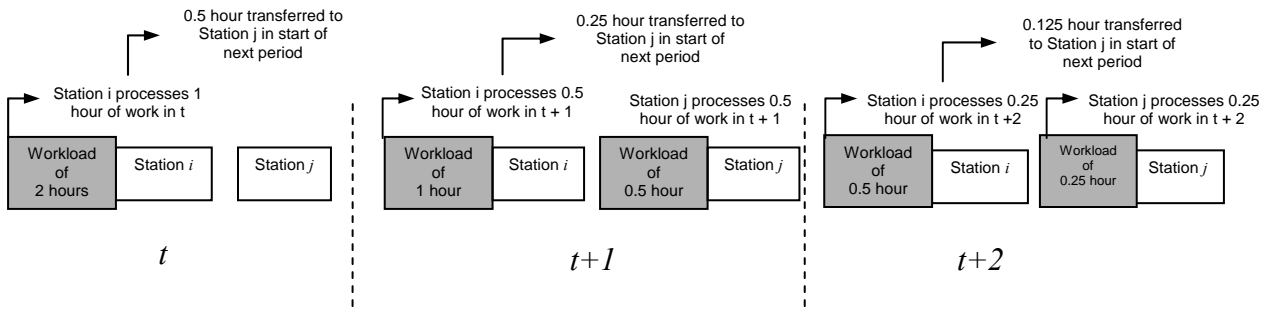 0.5 hour transferred to
Station j in start of
next period
Station i processes 1
hour of work in t
Workload
of
2 hours
Station i
Station j
t
0.25 hour transferred to
Station j in start of
next period
Station i processes 0.5
hour of work in t + 1
Station j processes 0.5
hour of work in t + 1
Workload
of
1 hour
Station i
Workload
of
0.5 hour
Station j
t+1
0.125 hour transferred
to Station j in start of
next period
Station i processes 0.25
hour of work in t +2
Station j processes 0.25
hour of work in t + 2
Workload
of
0.5 hour
Station i
Workload
of
0.25 hour
Station j
t+2